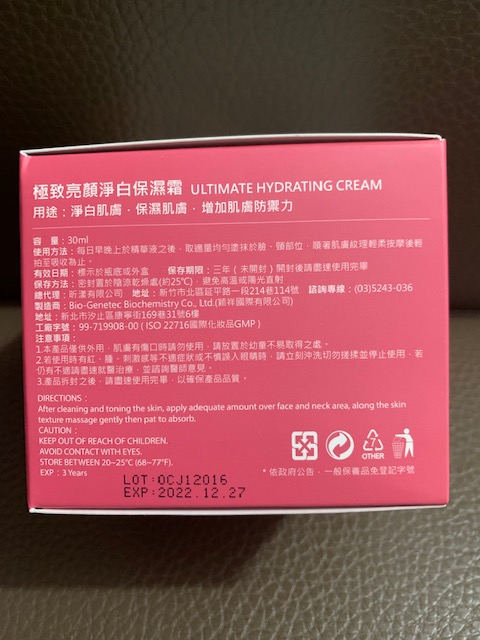 極致亮顏淨白保濕霜 ULTIMATE HYDRATING CREAM
用途：淨白肌膚，保濕肌膚，增加肌膚防禦力
容 量：30ml
使用方法：每日早晚上於精華液之後，取適量均勻塗抹於臉、頸部位，順著肌膚紋理輕柔按摩後輕
拍至吸收為止。
有效日期：標示於瓶底或外盒 保存期限：三年（未開封）開封後請盡速使用完畢
保存方法：密封置於陰涼乾燥處(約25℃)，避免高溫或陽光直射
總代理：新漾有限公司 地址：新竹市北區延平路一段214巷114號 諮詢專線：(03)5243-036
製造商：Bio-Genetec Biochemistry Co., Ltd.(穎祥國際有限公司)
地址：新北市汐止區康寧街169巷31號6樓
工廠字號：99-719908-00 ( ISO 22716國際化妝品GMP )
注意事項：
1.本產品僅供外用，肌膚有傷口時請勿使用，請放置於幼童不易取得之處。
2.若使用時有紅、腫、刺激感等不適症狀或不慎誤入眼睛時，請立刻沖洗切勿搓揉並停止使用，若
仍有不適請盡速就醫治療，並諮詢醫師意見。
3.產品拆封之後，請盡速使用完畢，以確保產品品質。
DIRECTIONS：
After cleaning and toning the skin, apply adequate amount over face and neck area, along the skin
texture massage gently then pat to absorb.
CAUTION：
KEEP OUT OF REACH OF CHILDREN.
AVOID CONTACT WITH EYES.
STORE BETWEEN 20~25℃ (68~77℉).
EXP：3 Years
7
OTHER
LOT:OCJ12016
EXP:2022.12.27
* 依政府公告，一般保養品免登記字號